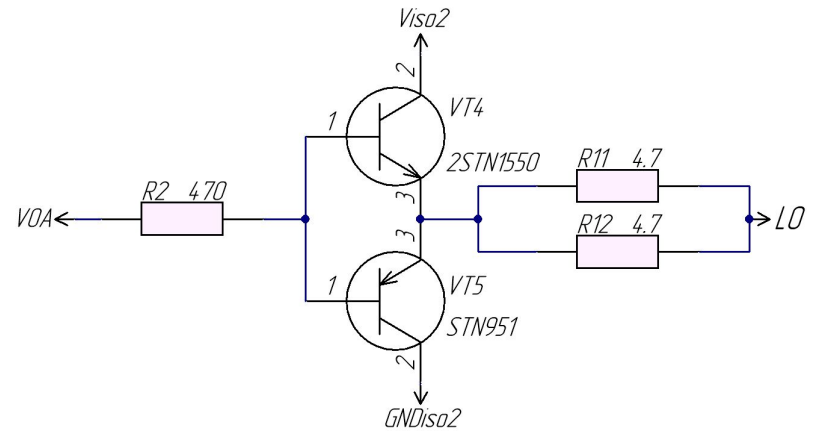 Viso2
2
VT4
1
2STN1550
R11 4.7
R2 470
3
VOA
LO
3
R12 4.7
1
VT5
STN951
2
GNDiso2